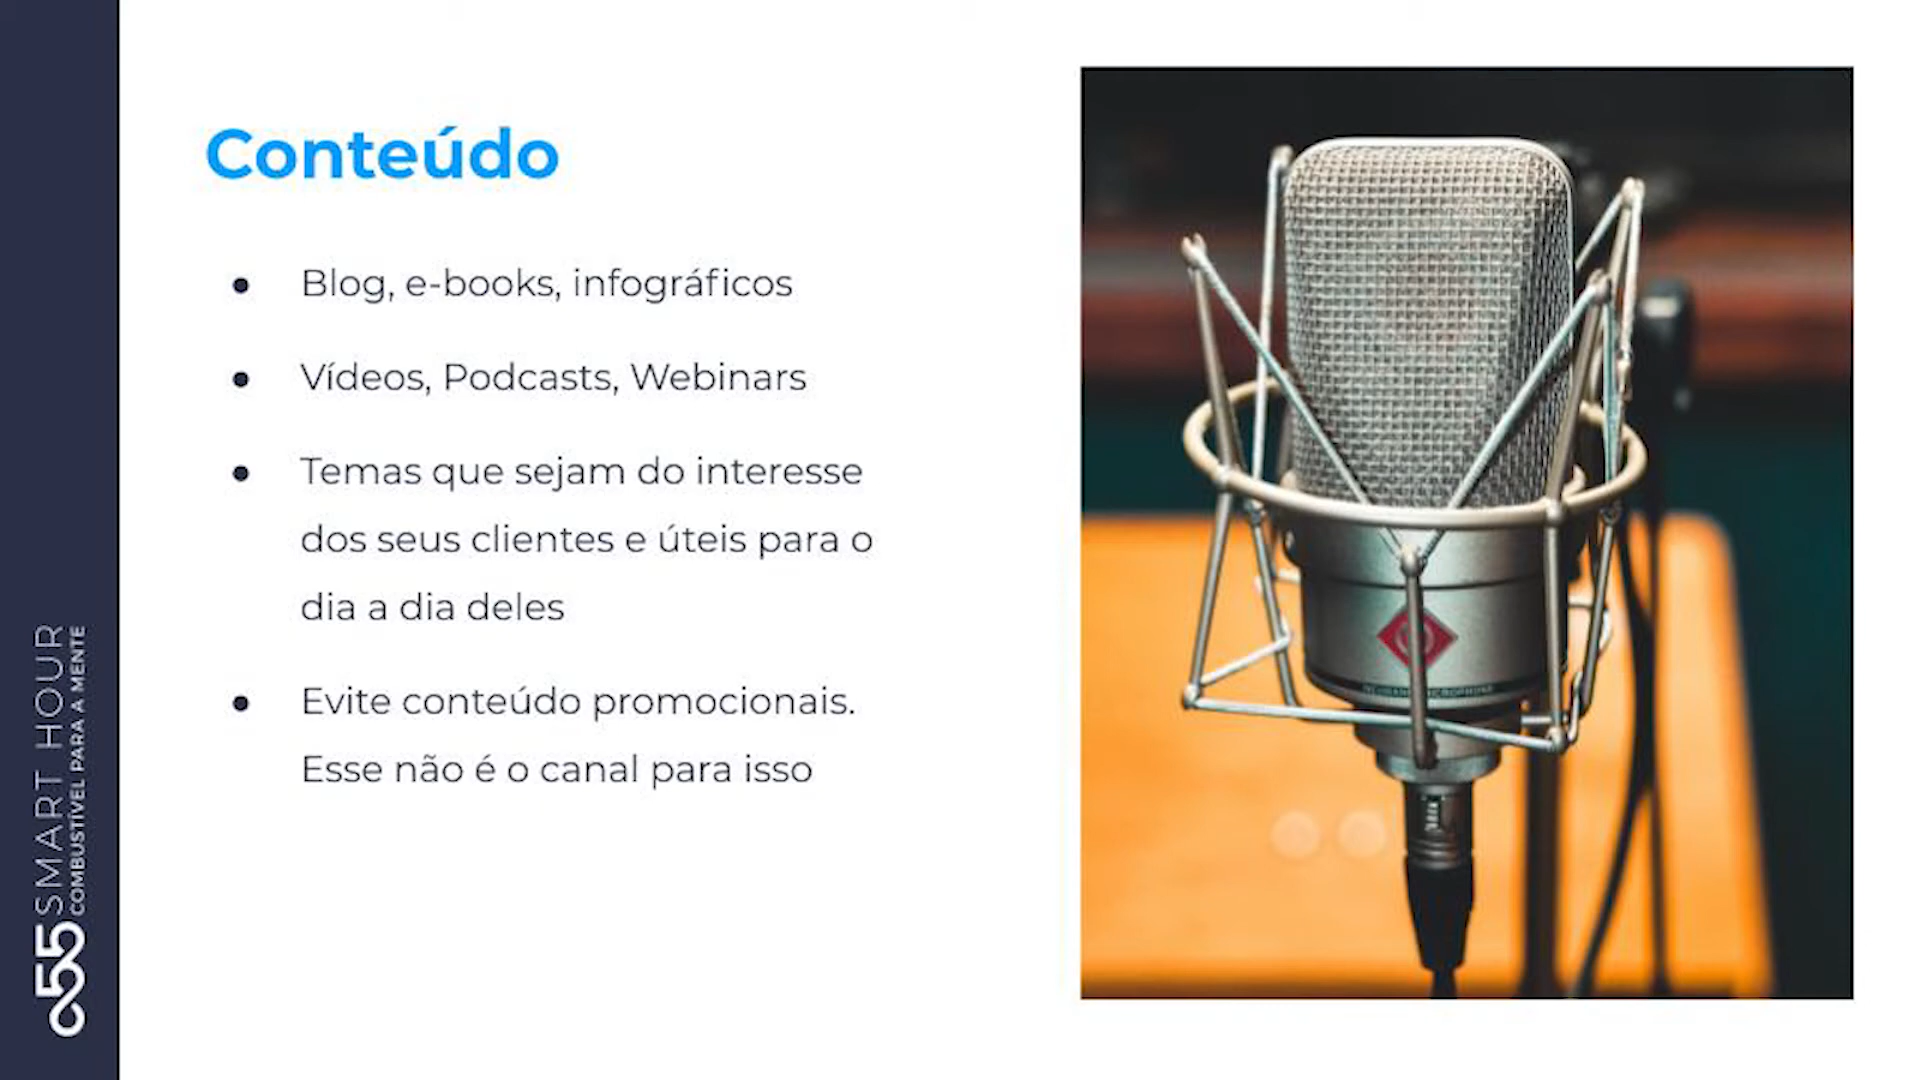 Conteúdo
Blog, e-books, infográficos
Vídeos, Podcasts, Webinars
Temas que sejam do interesse
dos seus clientes e úteis para o
dia a dia deles
Evite conteúdo promocionais.
Esse não é o canal para isso
SMART HOUR
COMBUSTÍVEL PARA A MENTE